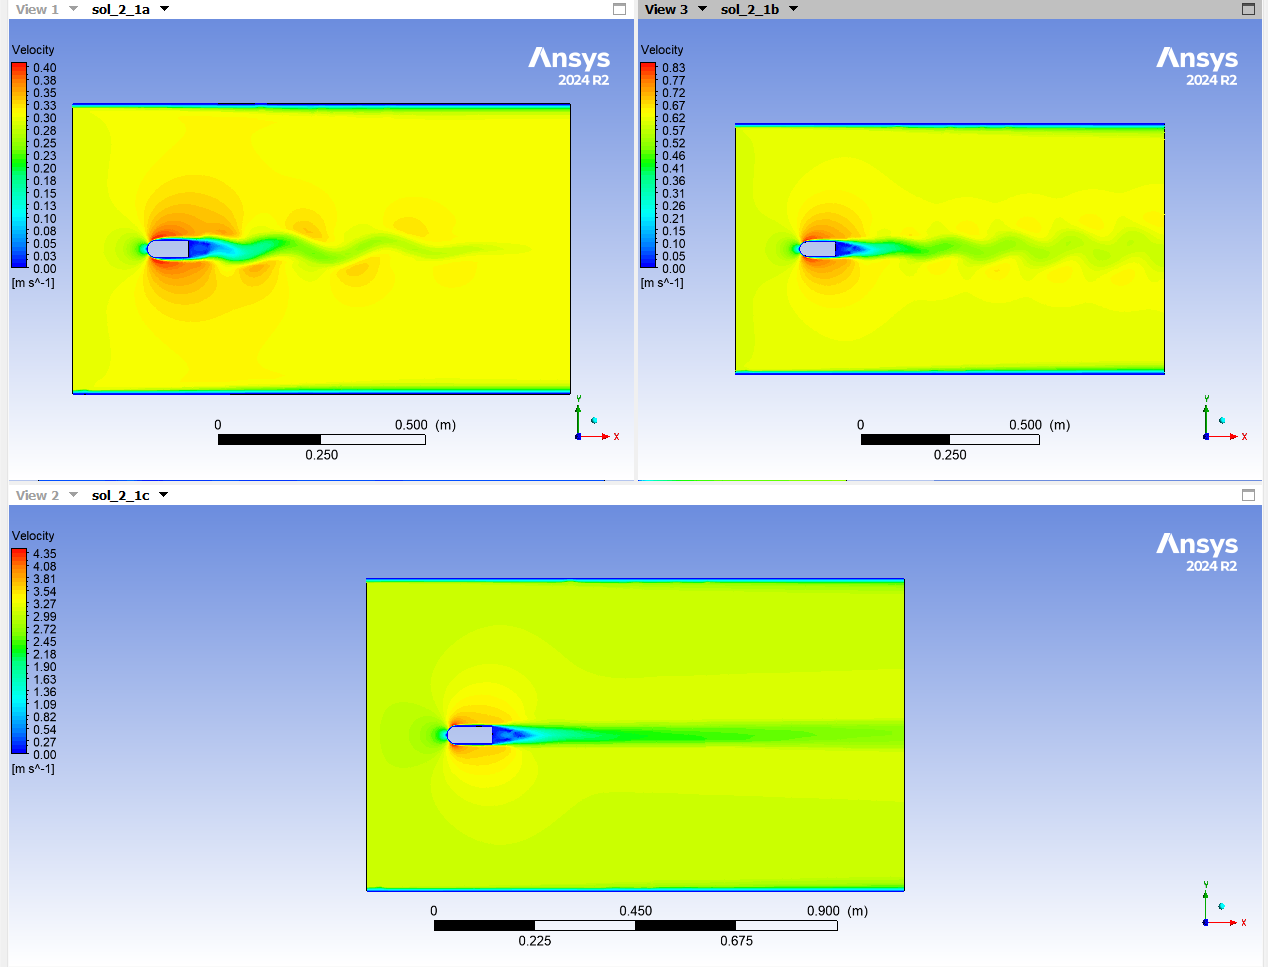 View 1 sol_2_1a
Velocity
0.40
0.38
0.35
0.33
0.30
0.28
0.25
0.23
0.20
0.18
0.15
0.13
0.10
0.08
0.05
0.03
0.00
[m s^-1]
Ansys
2024 R2
0 0.500 (m)
0.250
Y
X
View 3 sol_2_1b
Velocity
0.83
0.77
0.72
0.67
0.62
0.57
0.52
0.46
0.41
0.36
0.31
0.26
0.21
0.15
0.10
0.05
0.00
[m s^-1]
Ansys
2024 R2
0 0.500 (m)
0.250
Y
X
View 2 sol_2_1c
Velocity
4.35
4.08
3.81
3.54
3.27
2.99
2.72
2.45
2.18
1.90
1.63
1.36
1.09
0.82
0.54
0.27
0.00
[m s^-1]
Ansys
2024 R2
0 0.450 0.900 (m)
0.225 0.675
Y
X